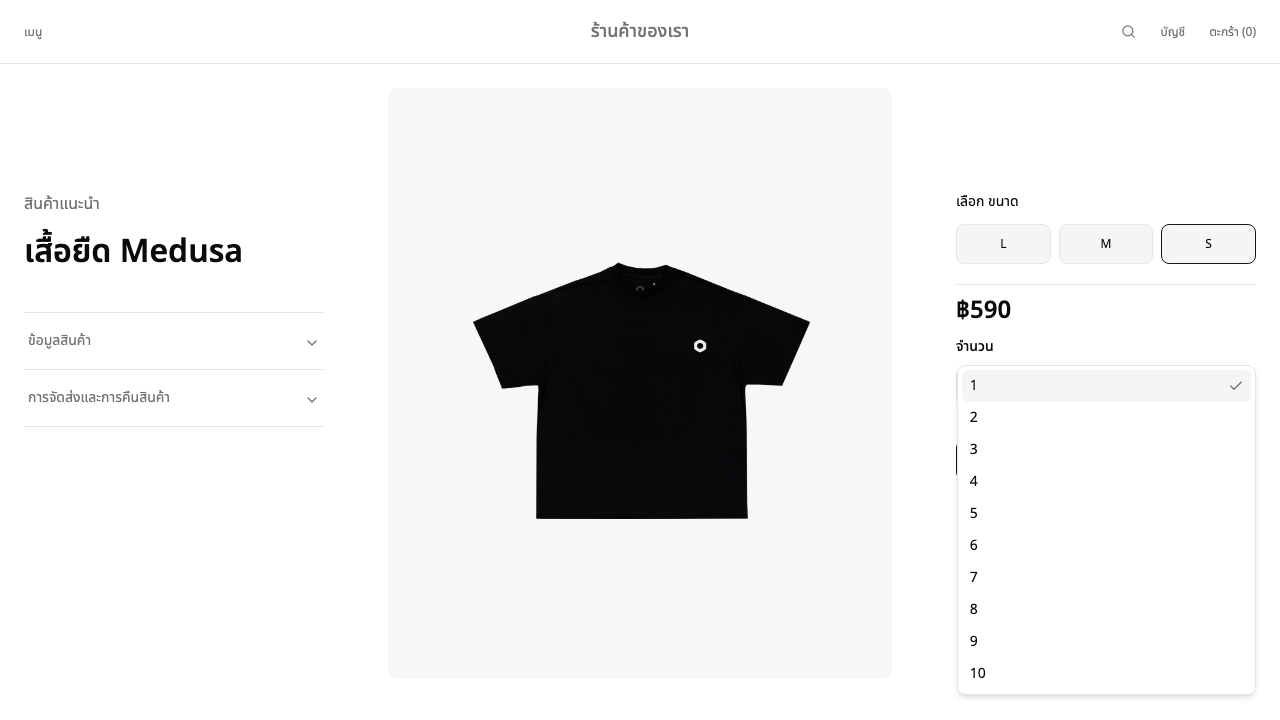 เมนู
ร้านค้าของเรา
บัญชี
ตะกร้า (0)
สินค้าแนะนำ
เสื้อยืด Medusa
ข้อมูลสินค้า
การจัดส่งและการคืนสินค้า
เลือก ขนาด
L
M
S
฿590
จำนวน
1
2
3
4
5
6
7
8
9
10